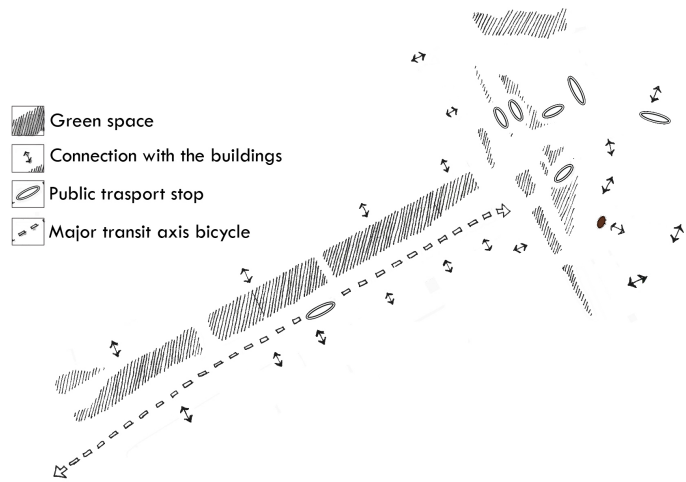 Green space
Connection with the buildings
Public trasport stop
Major transit axis bicycle